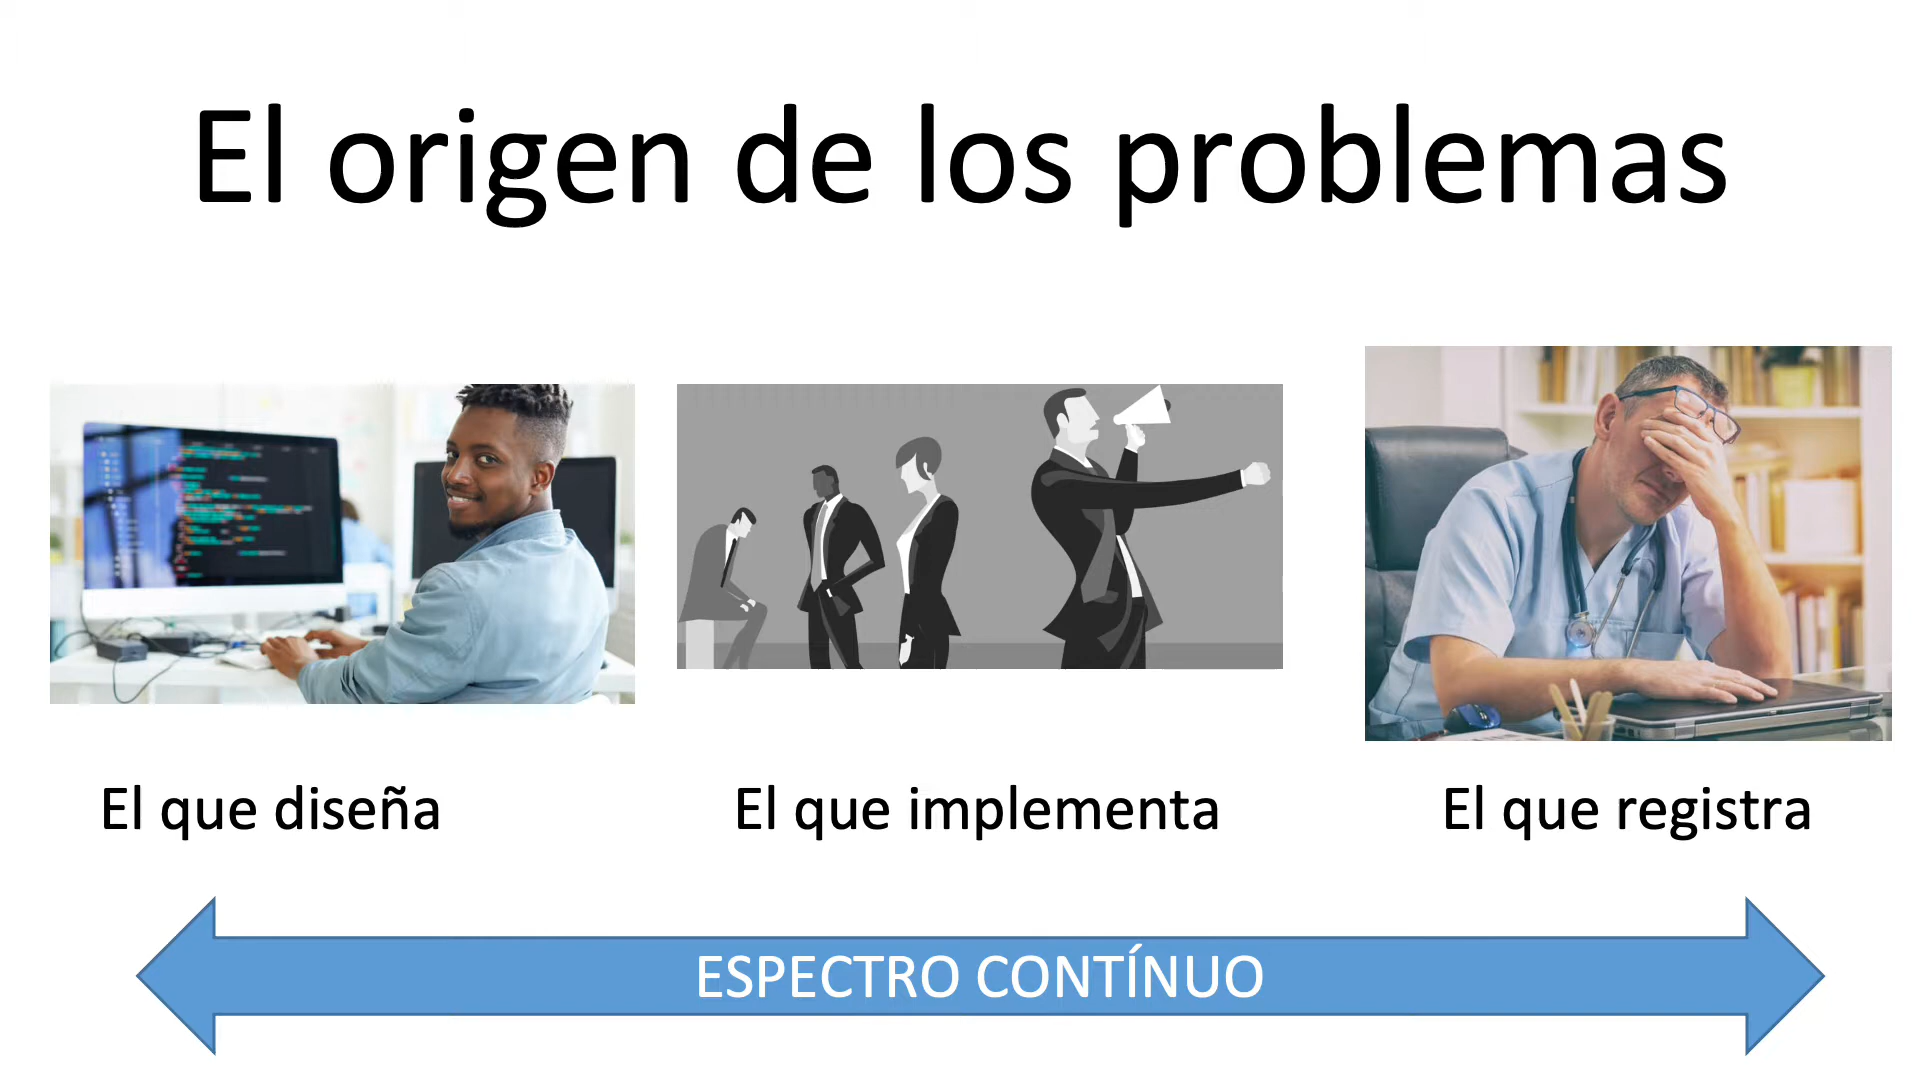 El origen de los problemas
El que diseña
El que implementa
El que registra
ESPECTRO CONTÍNUO